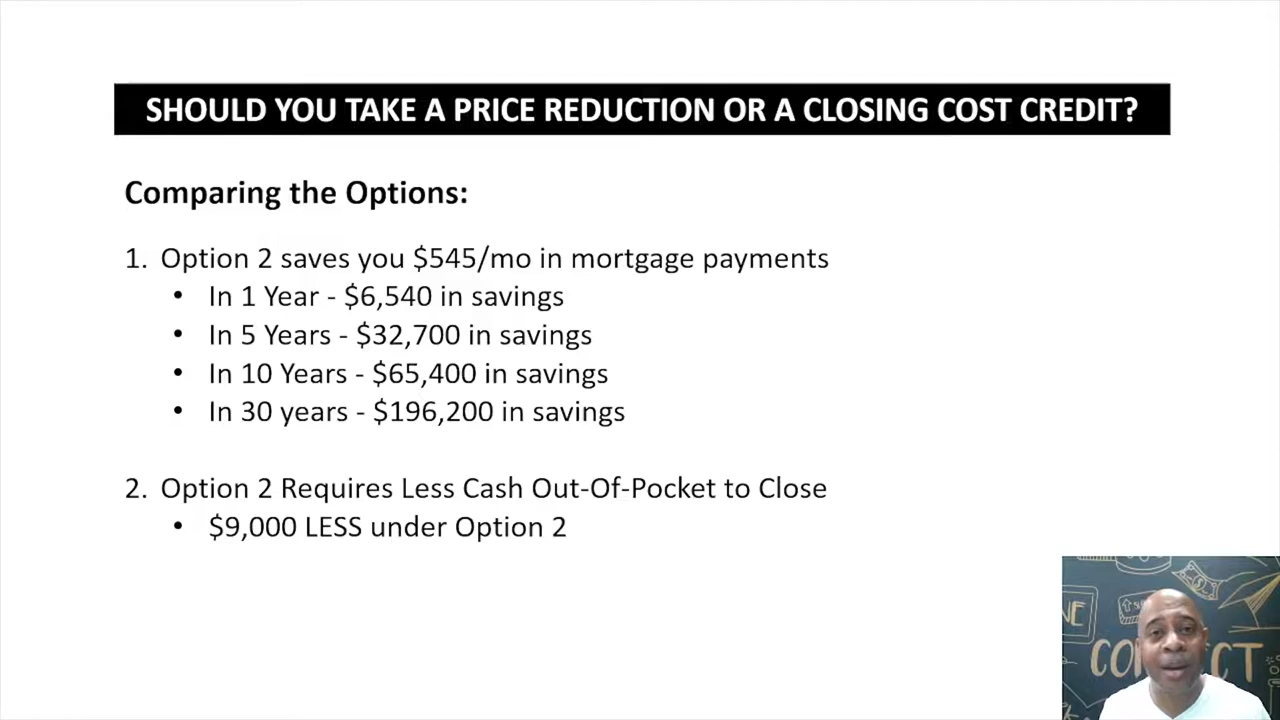 SHOULD YOU TAKE A PRICE REDUCTION OR A CLOSING COST CREDIT?
Comparing the Options:
1. Option 2 saves you $545/mo in mortgage payments
• In 1 Year - $6,540 in savings
• In 5 Years - $32,700 in savings
• In 10 Years - $65,400 in savings
• In 30 years - $196,200 in savings
2. Option 2 Requires Less Cash Out-Of-Pocket to Close
• $9,000 LESS under Option 2